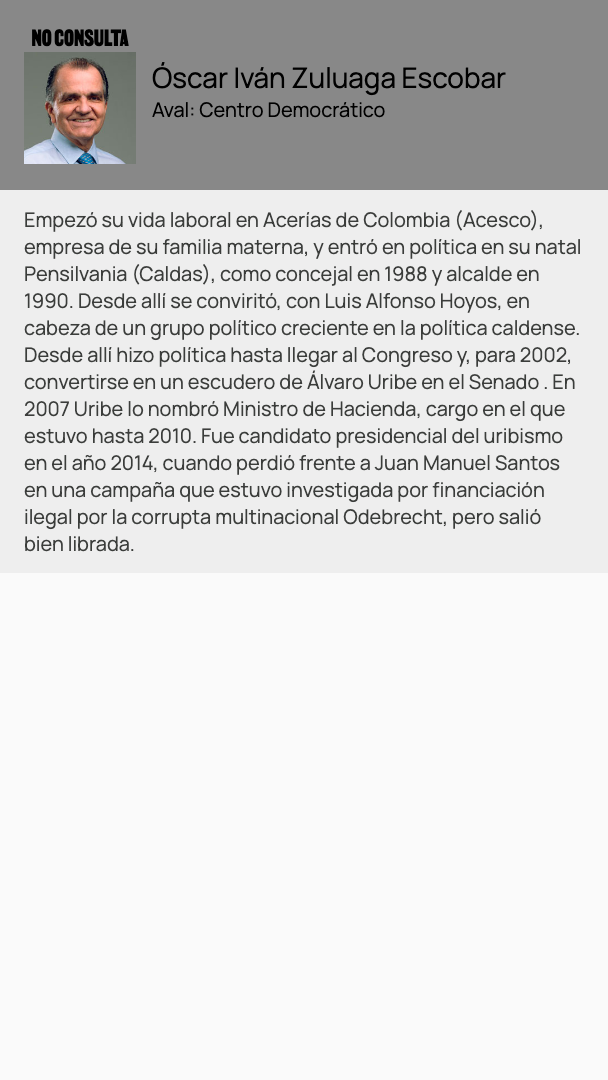 NO CONSULTA
Óscar Iván Zuluaga Escobar
Aval: Centro Democrático
Empezó su vida laboral en Acerías de Colombia (Acesco),
empresa de su familia materna, y entró en política en su natal
Pensilvania (Caldas), como concejal en 1988 y alcalde en
1990. Desde allí se conviritó, con Luis Alfonso Hoyos, en
cabeza de un grupo político creciente en la política caldense.
Desde allí hizo política hasta llegar al Congreso y, para 2002,
convertirse en un escudero de Álvaro Uribe en el Senado . En
2007 Uribe lo nombró Ministro de Hacienda, cargo en el que
estuvo hasta 2010. Fue candidato presidencial del uribismo
en el año 2014, cuando perdió frente a Juan Manuel Santos
en una campaña que estuvo investigada por financiación
ilegal por la corrupta multinacional Odebrecht, pero salió
bien librada.